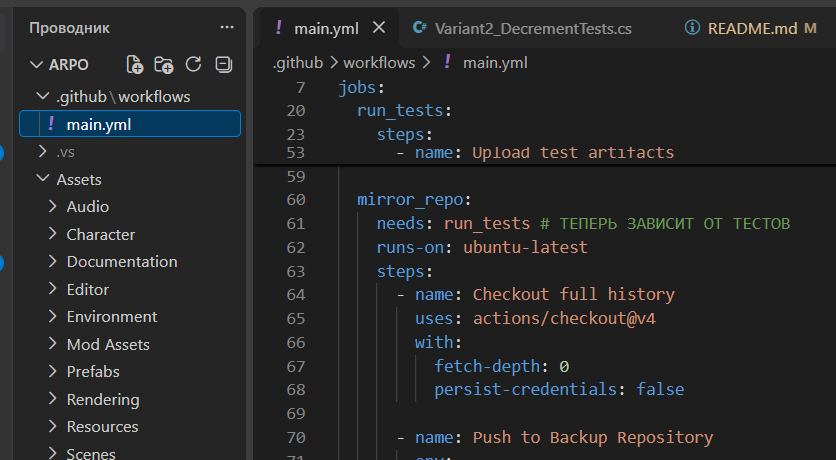 Проводник
ARPO
.github\workflows
main.yml
.vs
Assets
Audio
Character
Documentation
Editor
Environment
Mod Assets
Prefabs
Rendering
Resources
Scenes
main.yml
C# Variant2_DecrementTests.cs
README.md M
.github > workflows > ! main.yml
7 jobs:
20 run_tests:
23 steps:
53 - name: Upload test artifacts
59
60 mirror_repo:
61 needs: run_tests # ТЕПЕРЬ ЗАВИСИТ ОТ ТЕСТОВ
62 runs-on: ubuntu-latest
63 steps:
64 - name: Checkout full history
65 uses: actions/checkout@v4
66 with:
67 fetch-depth: 0
68 persist-credentials: false
69
70 - name: Push to Backup Repository
71 env: